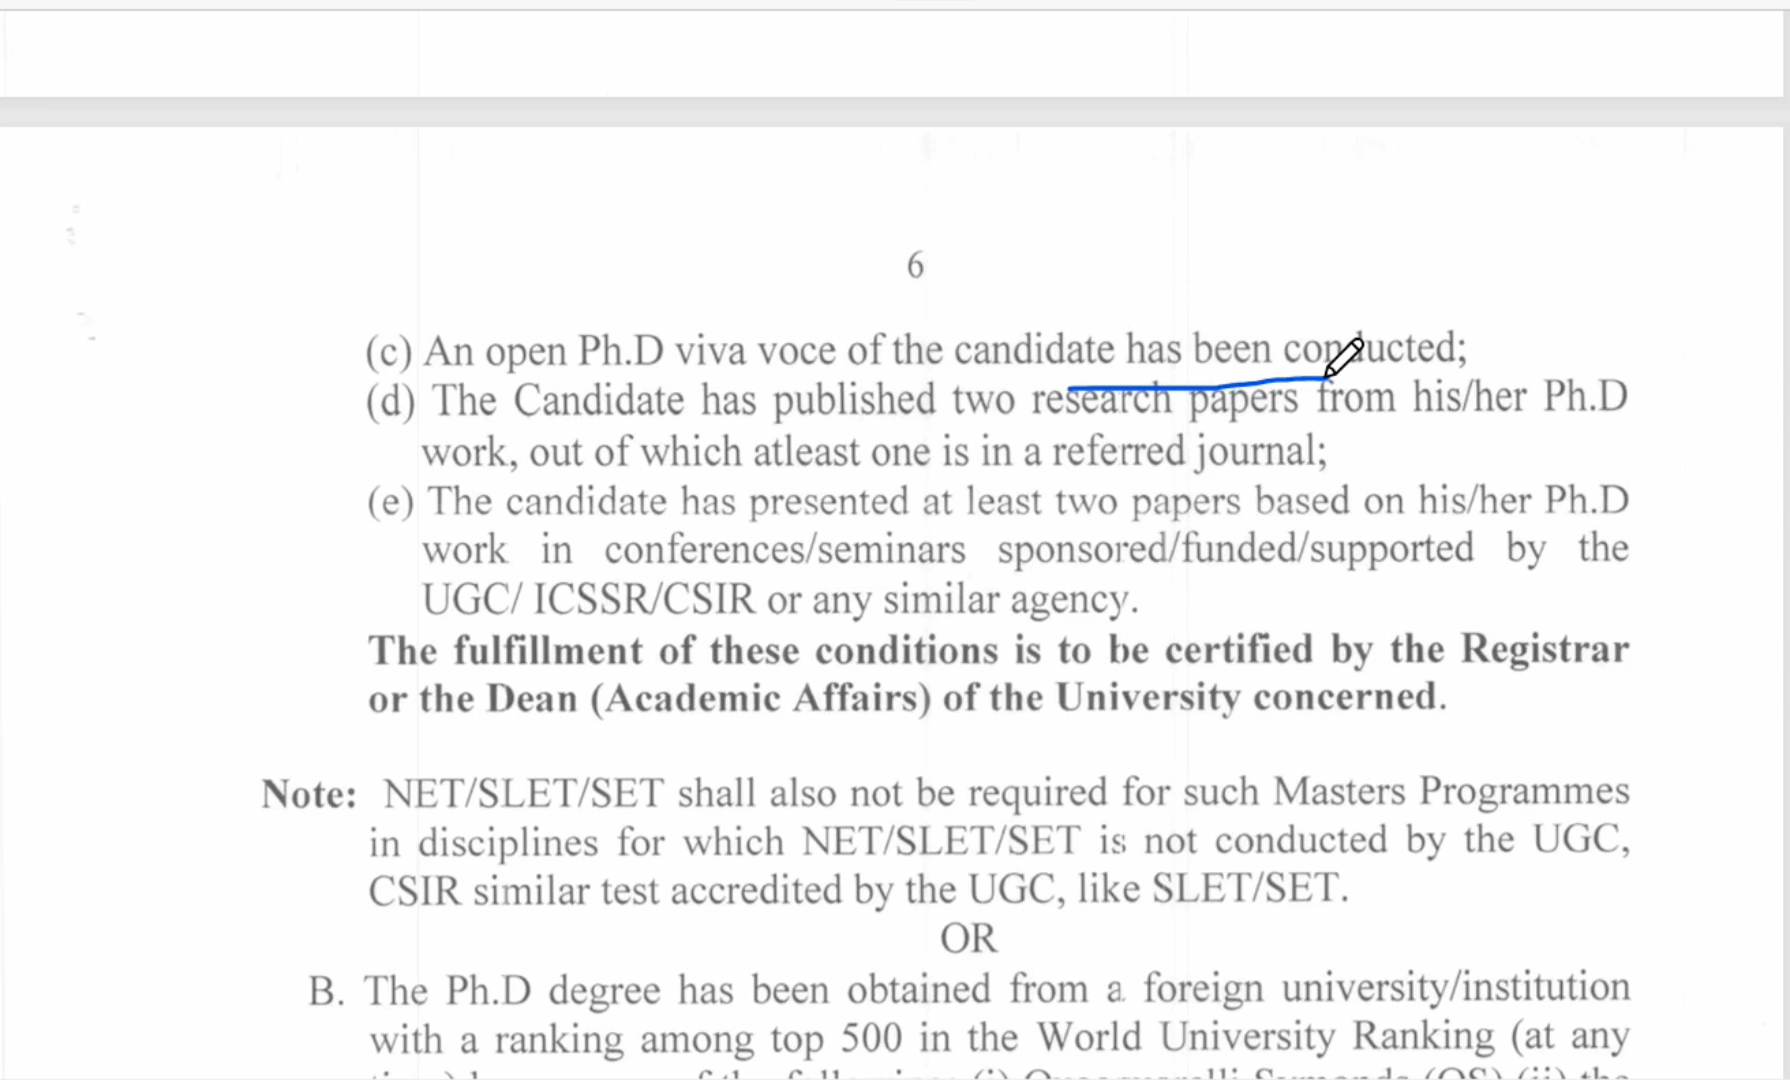 6
(c) An open Ph.D viva voce of the candidate has been conducted;
(d) The Candidate has published two research papers from his/her Ph.D
work, out of which atleast one is in a referred journal;
(e) The candidate has presented at least two papers based on his/her Ph.D
work in conferences/seminars sponsored/funded/supported by the
UGC/ ICSSR/CSIR or any similar agency.
The fulfillment of these conditions is to be certified by the Registrar
or the Dean (Academic Affairs) of the University concerned.
Note: NET/SLET/SET shall also not be required for such Masters Programmes
in disciplines for which NET/SLET/SET is not conducted by the UGC,
CSIR similar test accredited by the UGC, like SLET/SET.
OR
B. The Ph.D degree has been obtained from a foreign university/institution
with a ranking among top 500 in the World University Ranking (at any